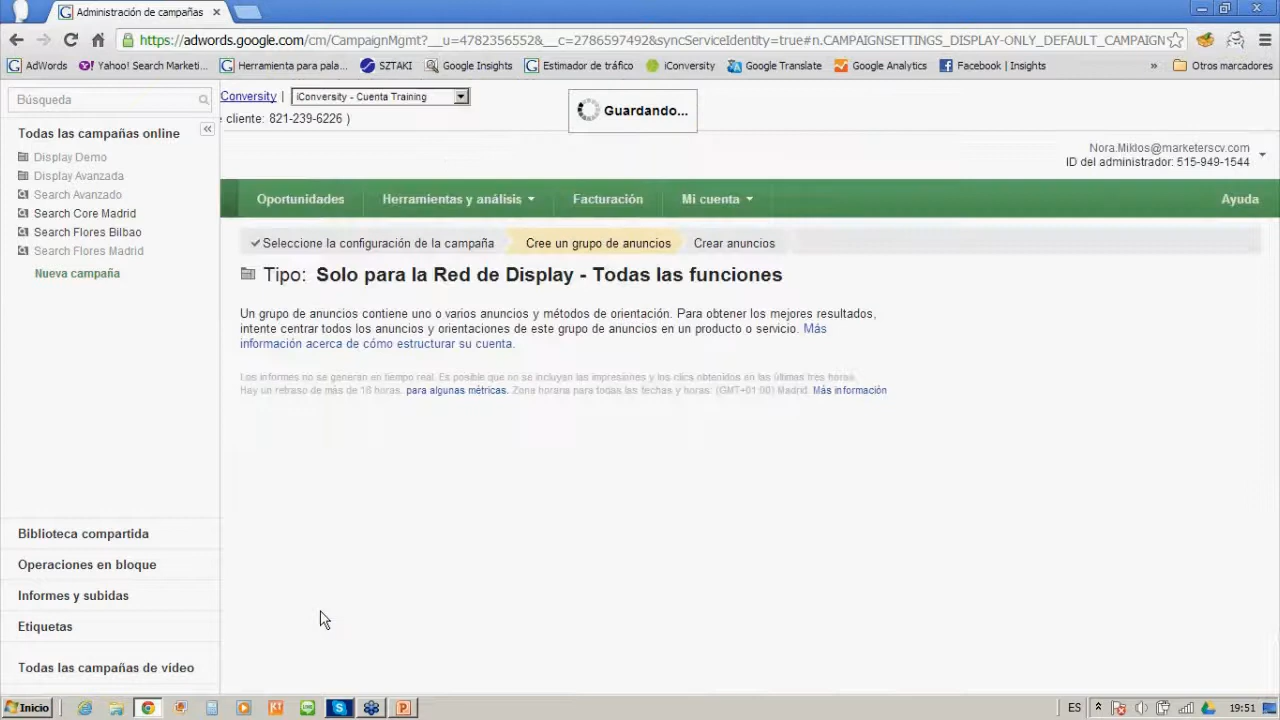 Administración de campañas
https://adwords.google.com/cm/CampaignMgmt?__u=4782356552&__c=2786597492&syncServiceIdentity=true#n.CAMPAIGNSETTINGS_DISPLAY-ONLY_DEFAULT_CAMPAIGN
AdWords Yahoo! Search Marketi... Herramienta para pala... SZTAKI Google Insights Estimador de tráfico iConversity Google Translate Google Analytics Facebook | Insights » Otros marcadores
Búsqueda
Conversity | iConversity - Cuenta Training
e cliente: 821-239-6226 )
Guardando...
Todas las campañas online
Display Demo
Display Avanzada
Search Avanzado
Search Core Madrid
Search Flores Bilbao
Search Flores Madrid
Nueva campaña
Nora.Miklos@marketerscv.com
ID del administrador: 515-949-1544
Oportunidades Herramientas y análisis Facturación Mi cuenta Ayuda
Seleccione la configuración de la campaña Cree un grupo de anuncios Crear anuncios
Tipo: Solo para la Red de Display - Todas las funciones
Un grupo de anuncios contiene uno o varios anuncios y métodos de orientación. Para obtener los mejores resultados,
intente centrar todos los anuncios y orientaciones de este grupo de anuncios en un producto o servicio. Más
información acerca de cómo estructurar su cuenta.
Los informes no se generan en tiempo real. Es posible que no se incluyan las impresiones y los clics obtenidos en las últimas tres horas.
Hay un retraso de más de 18 horas. para algunas métricas. Zona horaria para todas las fechas y horas: (GMT+01:00) Madrid. Más información
Biblioteca compartida
Operaciones en bloque
Informes y subidas
Etiquetas
Todas las campañas de vídeo
Inicio
ES
19:51